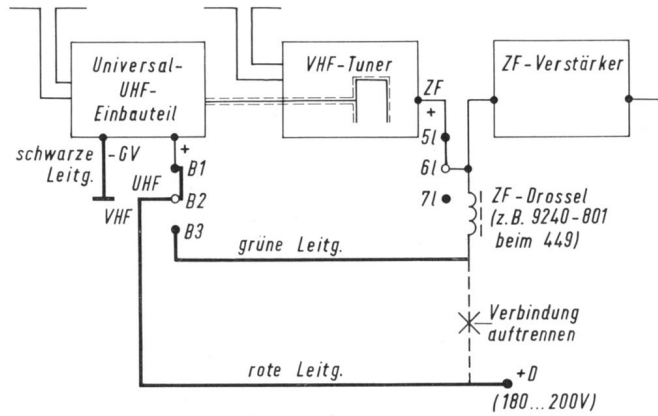 Universal-
UHF-
Einbauteil
VHF-Tuner
ZF-Verstärker
ZF
+
5l
6l
7l
schwarze
Leitg.
-GV
+
B1
UHF
B2
VHF
B3
ZF-Drossel
(z.B. 9240-801
beim 449)
grüne Leitg.
Verbindung
auftrennen
rote Leitg.
+D
(180...200V)